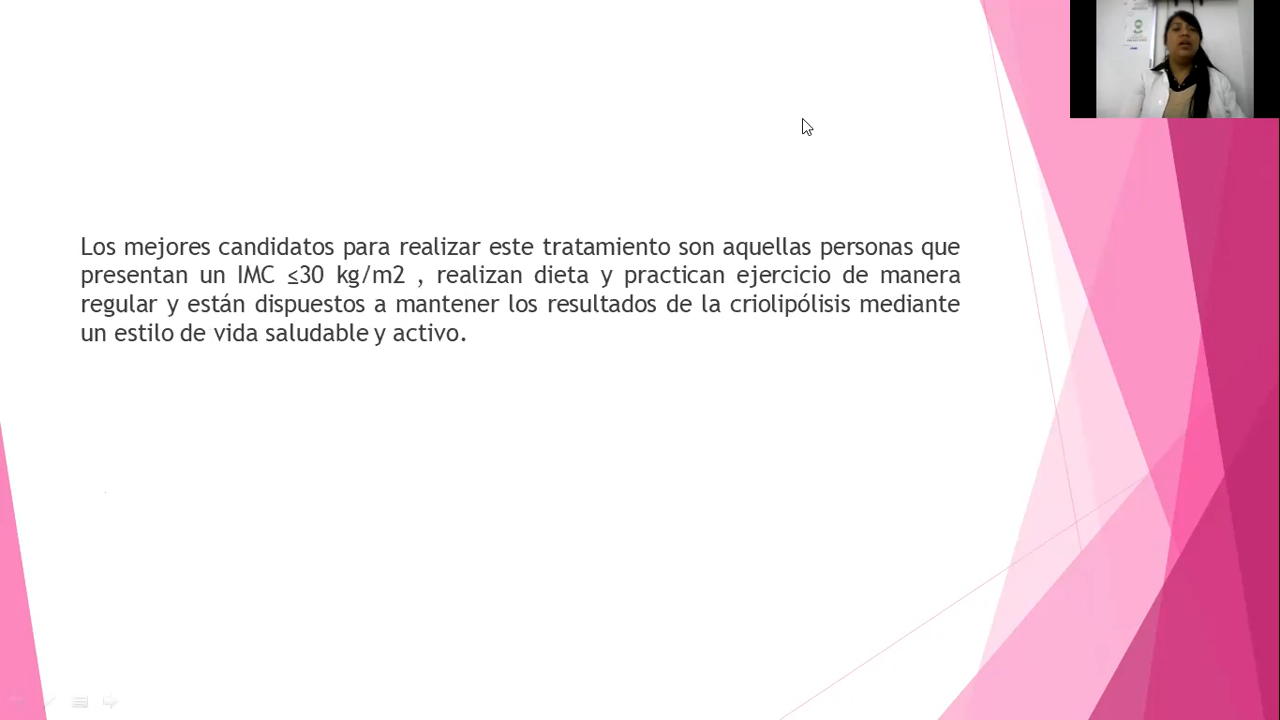 Los mejores candidatos para realizar este tratamiento son aquellas personas que
presentan un IMC ≤30 kg/m2 , realizan dieta y practican ejercicio de manera
regular y están dispuestos a mantener los resultados de la criolipólisis mediante
un estilo de vida saludable y activo.